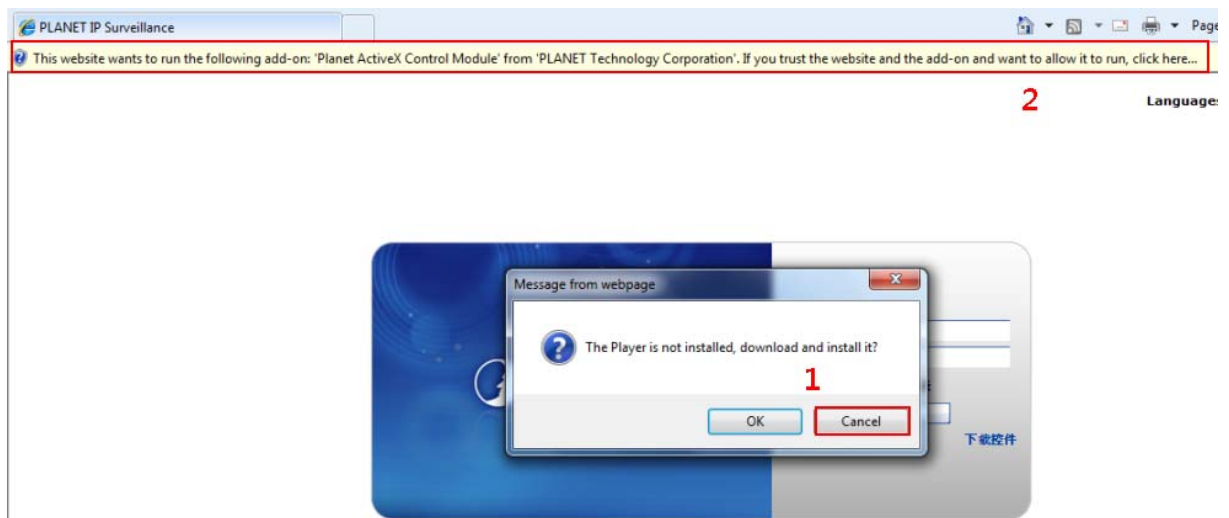 PLANET IP Surveillance
Page
This website wants to run the following add-on: 'Planet ActiveX Control Module' from 'PLANET Technology Corporation'. If you trust the website and the add-on and want to allow it to run, click here...
2
Languages
Message from webpage
The Player is not installed, download and install it?
1
OK
Cancel
下载控件